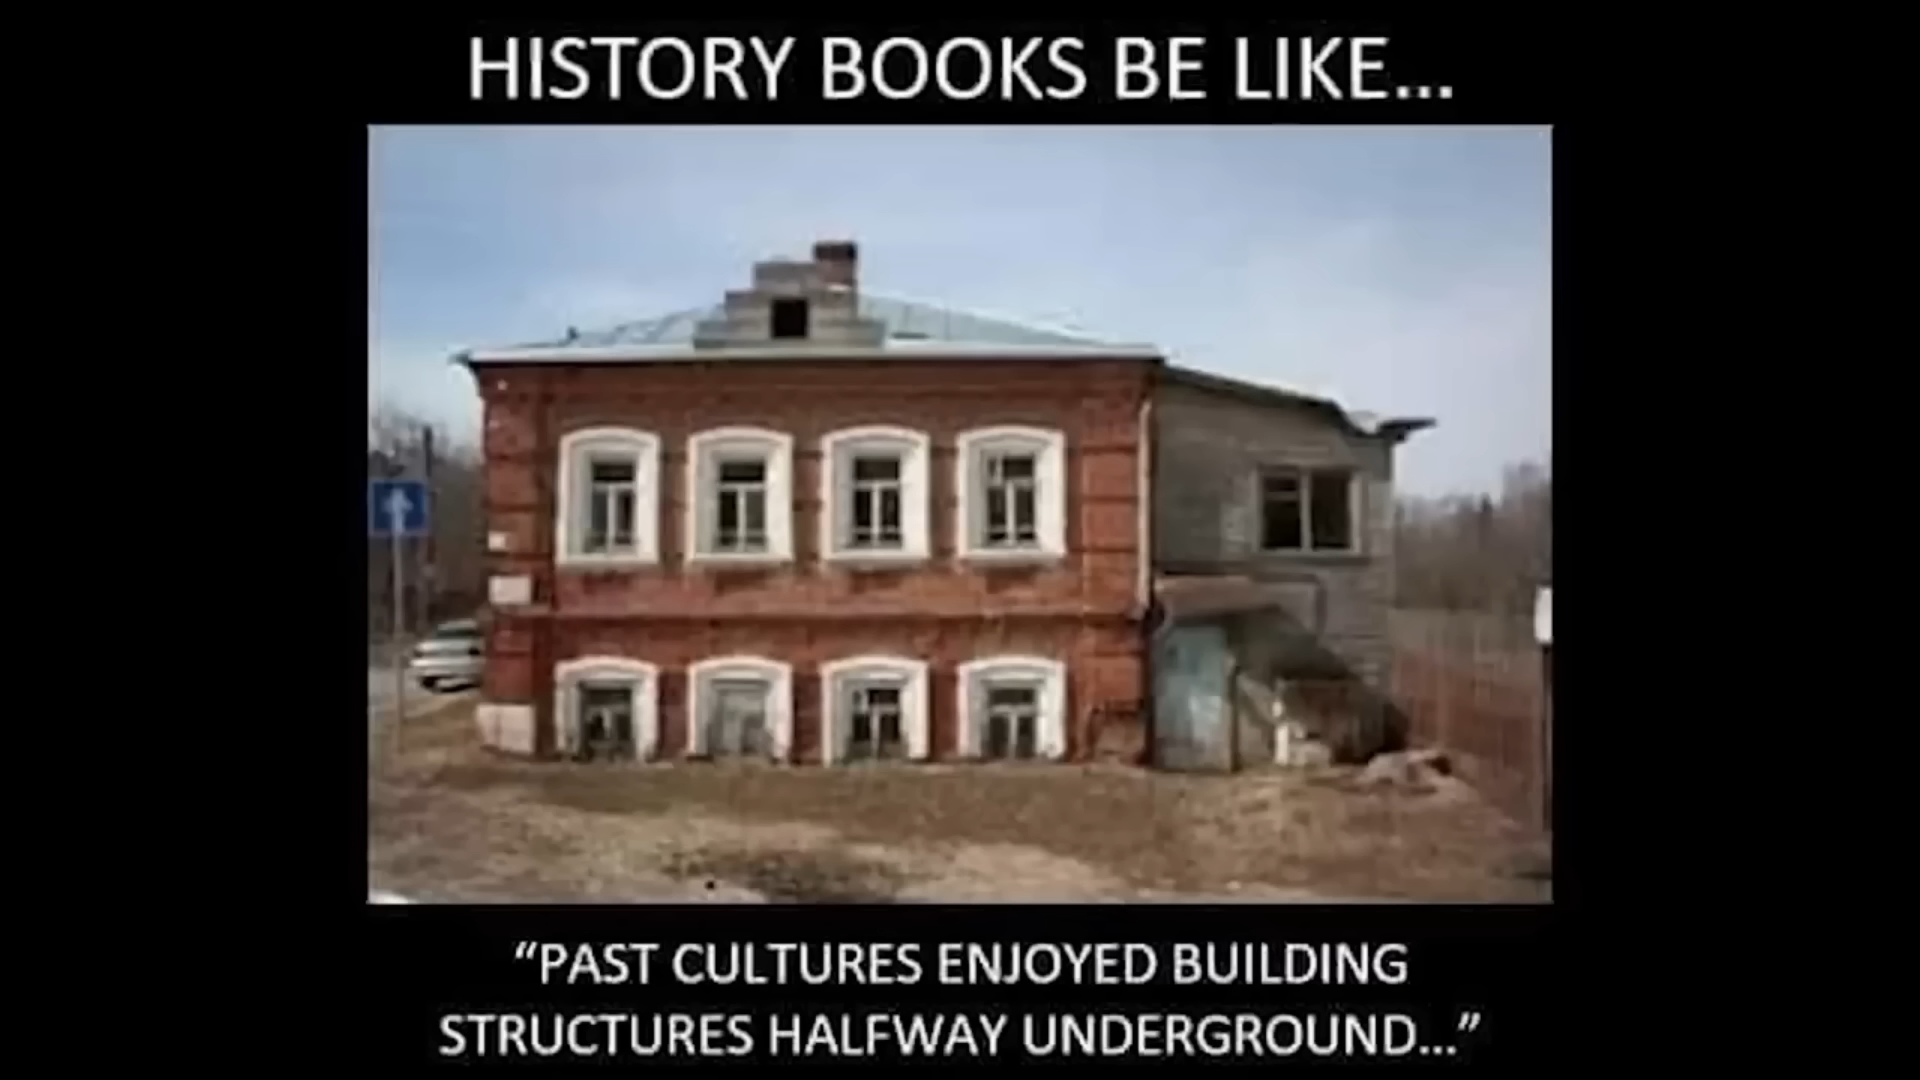 HISTORY BOOKS BE LIKE...
“PAST CULTURES ENJOYED BUILDING
STRUCTURES HALFWAY UNDERGROUND...”